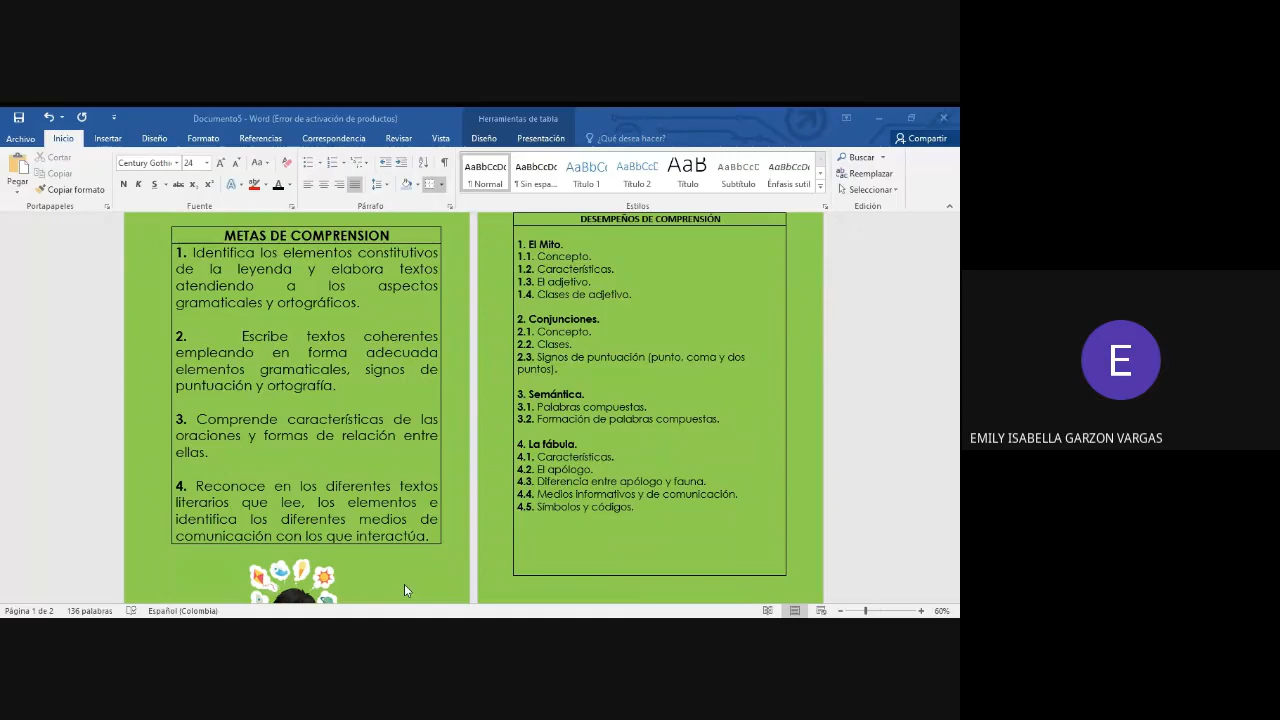 Documento5 - Word (Error de activación de productos)
Herramientas de tabla
Archivo
Inicio
Insertar
Diseño
Formato
Referencias
Correspondencia
Revisar
Vista
Diseño
Presentación
¿Qué desea hacer?
Compartir
Pegar
Cortar
Copiar
Copiar formato
Portapapeles
Century Gothi
24
Aa
N K S abc x₂ x²
Fuente
Párrafo
AaBbCcDc
¶ Normal
AaBbCcDc
¶ Sin espa...
AaBbCc
Título 1
AaBbCcD
Título 2
AaB
Título
AaBbCcD
Subtítulo
AaBbCcDc
Énfasis sutil
Estilos
Buscar
Reemplazar
Seleccionar
Edición
METAS DE COMPRENSION
1. Identifica los elementos constitutivos
de la leyenda y elabora textos
atendiendo a los aspectos
gramaticales y ortográficos.
2. Escribe textos coherentes
empleando en forma adecuada
elementos gramaticales, signos de
puntuación y ortografía.
3. Comprende características de las
oraciones y formas de relación entre
ellas.
4. Reconoce en los diferentes textos
literarios que lee, los elementos e
identifica los diferentes medios de
comunicación con los que interactúa.
DESEMPEÑOS DE COMPRENSIÓN
1. El Mito.
1.1. Concepto.
1.2. Características.
1.3. El adjetivo.
1.4. Clases de adjetivo.
2. Conjunciones.
2.1. Concepto.
2.2. Clases.
2.3. Signos de puntuación (punto, coma y dos
puntos).
3. Semántica.
3.1. Palabras compuestas.
3.2. Formación de palabras compuestas.
4. La fábula.
4.1. Características.
4.2. El apólogo.
4.3. Diferencia entre apólogo y fauna.
4.4. Medios informativos y de comunicación.
4.5. Símbolos y códigos.
Página 1 de 2
136 palabras
Español (Colombia)
60%
E
EMILY ISABELLA GARZON VARGAS